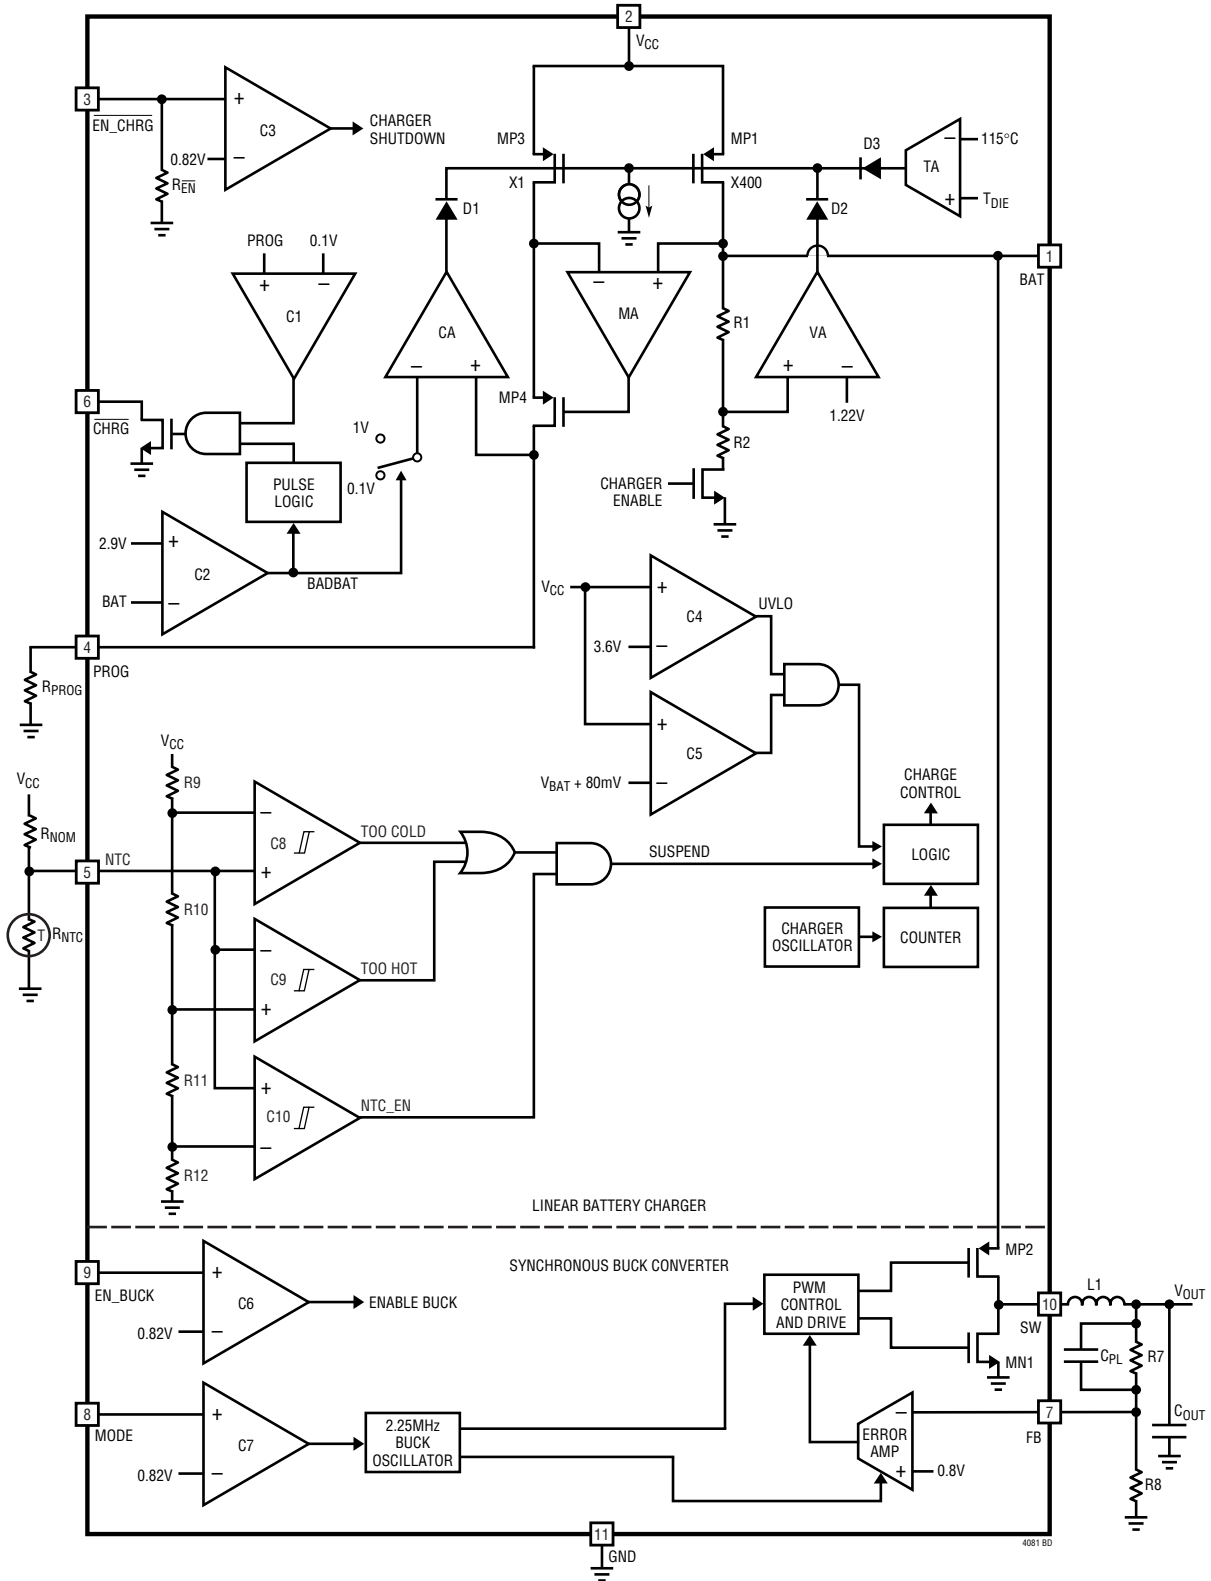 2
VCC
3
EN_CHRG
+
C3
CHARGER
SHUTDOWN
0.82V
–
REN
MP3
X1
MP1
X400
D3
TA
–
115°C
+
TDIE
D1
D2
PROG
0.1V
+
–
C1
CA
–
+
–
+
MA
R1
VA
+
–
1.22V
1
BAT
6
CHRG
MP4
R2
1V
0.1V
PULSE
LOGIC
CHARGER
ENABLE
2.9V
+
C2
BAT
–
BADBAT
VCC
+
C4
UVLO
3.6V
–
4
PROG
RPROG
+
C5
VBAT + 80mV
–
VCC
R9
VCC
RNOM
5
NTC
–
C8
+
TOO COLD
SUSPEND
CHARGE
CONTROL
LOGIC
R10
T
RNTC
–
C9
+
TOO HOT
CHARGER
OSCILLATOR
COUNTER
R11
+
C10
–
NTC_EN
R12
LINEAR BATTERY CHARGER
SYNCHRONOUS BUCK CONVERTER
9
EN_BUCK
+
C6
ENABLE BUCK
0.82V
–
PWM
CONTROL
AND DRIVE
MP2
MN1
10
SW
L1
VOUT
CPL
R7
COUT
8
MODE
+
C7
0.82V
–
2.25MHz
BUCK
OSCILLATOR
–
ERROR
AMP
+
0.8V
7
FB
R8
11
GND
4081 BD